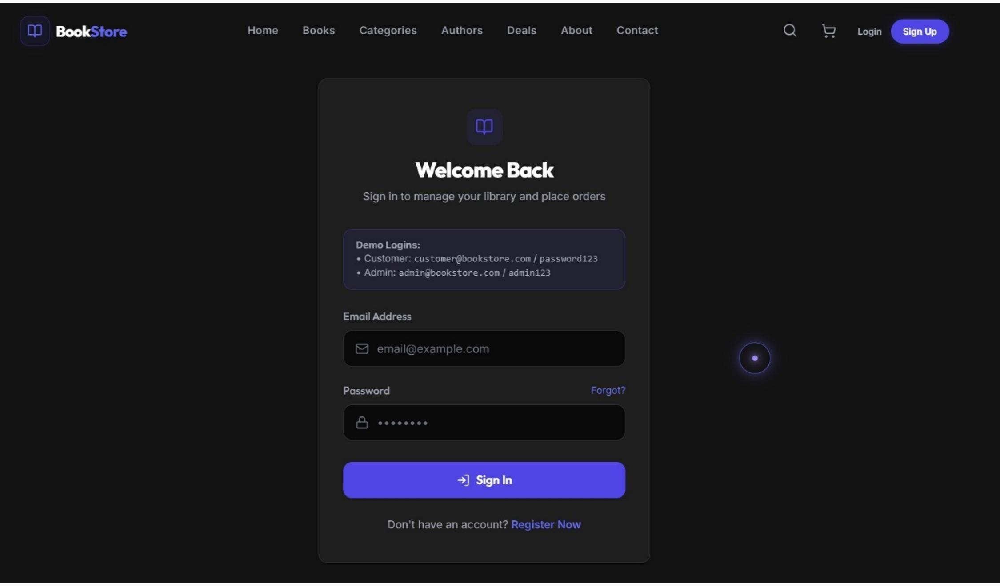 BookStore
Home Books Categories Authors Deals About Contact
Login Sign Up
Welcome Back
Sign in to manage your library and place orders
Demo Logins:
• Customer: customer@bookstore.com / password123
• Admin: admin@bookstore.com / admin123
Email Address
email@example.com
Password Forgot?
••••••••
Sign In
Don't have an account? Register Now